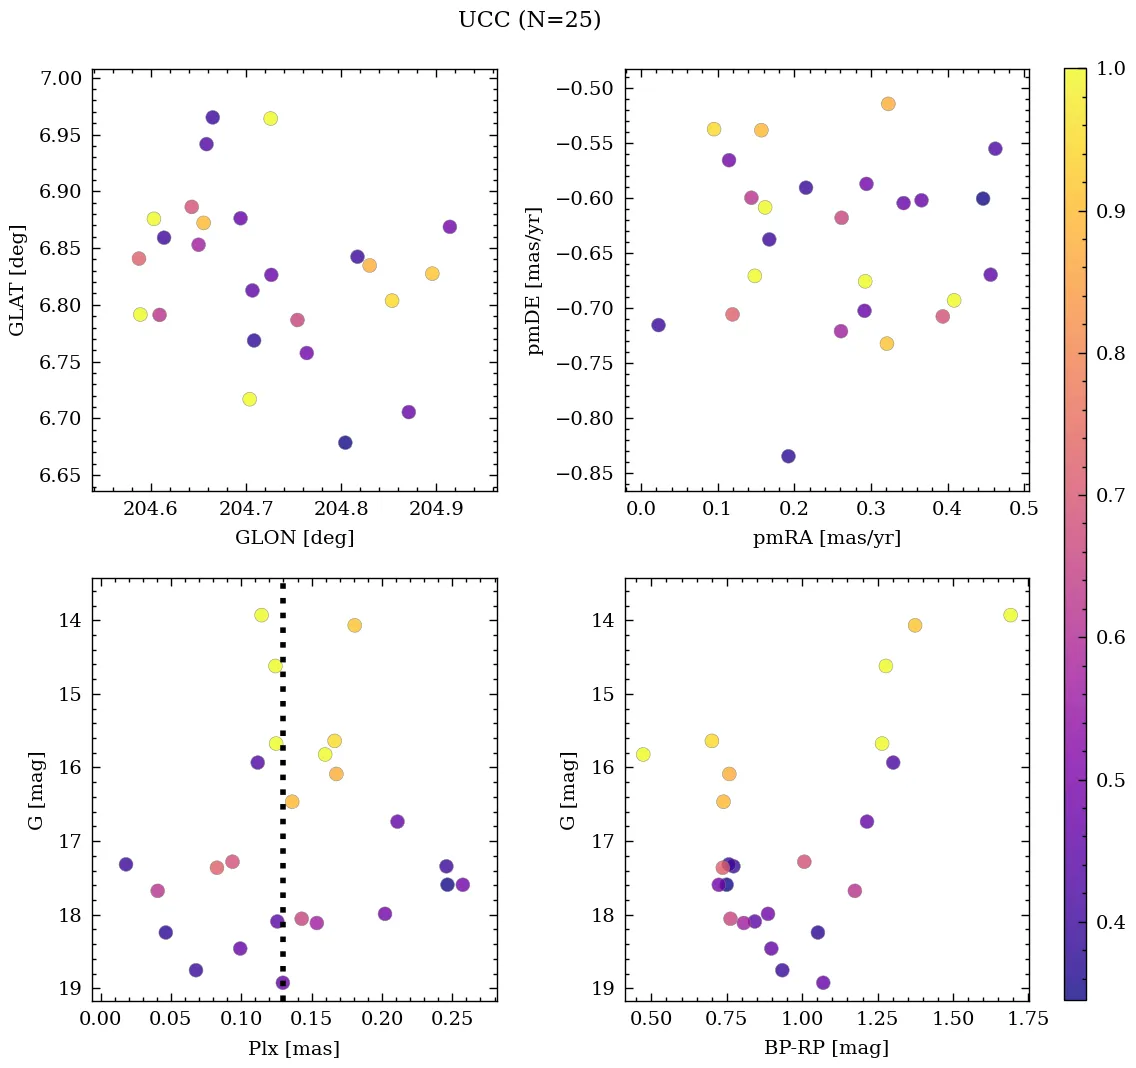 UCC (N=25)
7.00
6.95
6.90
6.85
6.80
6.75
6.70
6.65
GLAT [deg]
204.6 204.7 204.8 204.9
GLON [deg]
−0.50
−0.55
−0.60
−0.65
−0.70
−0.75
−0.80
−0.85
pmDE [mas/yr]
0.0 0.1 0.2 0.3 0.4 0.5
pmRA [mas/yr]
14
15
16
17
18
19
G [mag]
0.00 0.05 0.10 0.15 0.20 0.25
Plx [mas]
14
15
16
17
18
19
G [mag]
0.50 0.75 1.00 1.25 1.50 1.75
BP-RP [mag]
1.0
0.9
0.8
0.7
0.6
0.5
0.4